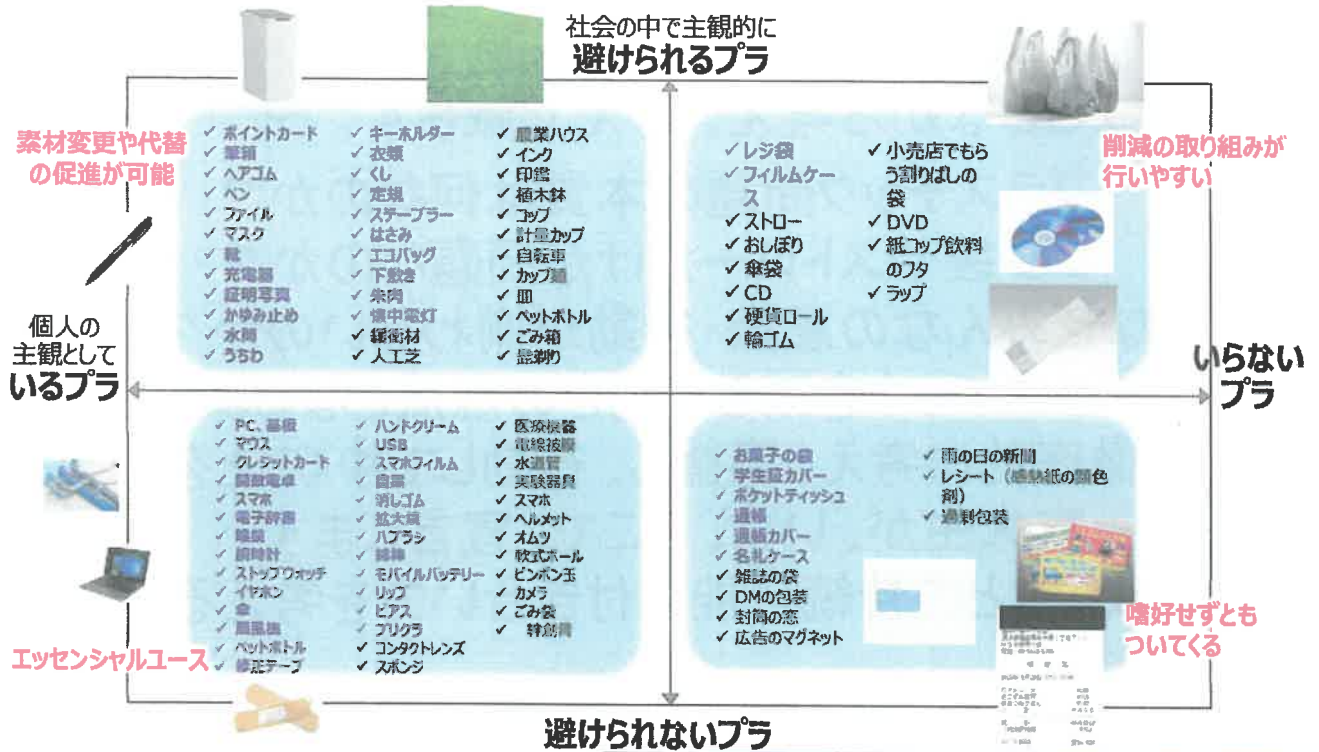 社会の中で主観的に
避けられるプラ
素材変更や代替
の促進が可能
✓ ポイントカード
✓ 筆箱
✓ ヘアゴム
✓ ペン
✓ ファイル
✓ マスク
✓ 靴
✓ 充電器
✓ 証明写真
✓ かゆみ止め
✓ 水筒
✓ うちわ
✓ キーホルダー
✓ 衣類
✓ くし
✓ 定規
✓ ステープラー
✓ はさみ
✓ エコバッグ
✓ 下敷き
✓ 朱肉
✓ 懐中電灯
✓ 緩衝材
✓ 人工芝
✓ 農業ハウス
✓ インク
✓ 印鑑
✓ 植木鉢
✓ コップ
✓ 計量カップ
✓ 自転車
✓ カップ麺
✓ 皿
✓ ペットボトル
✓ ごみ箱
✓ 髭剃り
✓ レジ袋
✓ フィルムケー
ス
✓ ストロー
✓ おしぼり
✓ 傘袋
✓ CD
✓ 硬貨ロール
✓ 輪ゴム
✓ 小売店でもら
う割りばしの
袋
✓ DVD
✓ 紙コップ飲料
のフタ
✓ ラップ
削減の取り組みが
行いやすい
個人の
主観として
いるプラ
いらない
プラ
✓ PC、基板
✓ マウス
✓ クレジットカード
✓ 関数電卓
✓ スマホ
✓ 電子辞書
✓ 眼鏡
✓ 腕時計
✓ ストップウォッチ
✓ イヤホン
✓ 傘
✓ 扇風機
✓ ペットボトル
✓ 修正テープ
✓ ハンドクリーム
✓ USB
✓ スマホフィルム
✓ 目薬
✓ 消しゴム
✓ 拡大鏡
✓ ハブラシ
✓ 綿棒
✓ モバイルバッテリー
✓ リップ
✓ ピアス
✓ プリクラ
✓ コンタクトレンズ
✓ スポンジ
✓ 医療機器
✓ 電線被膜
✓ 水道管
✓ 実験器具
✓ スマホ
✓ ヘルメット
✓ オムツ
✓ 軟式ボール
✓ ピンポン玉
✓ カメラ
✓ ごみ袋
✓ 絆創膏
エッセンシャルユース
✓ お菓子の袋
✓ 学生証カバー
✓ ポケットティッシュ
✓ 通帳
✓ 通帳カバー
✓ 名札ケース
✓ 雑誌の袋
✓ DMの包装
✓ 封筒の窓
✓ 広告のマグネット
✓ 雨の日の新聞
✓ レシート（感熱紙の顕色
剤）
✓ 過剰包装
嗜好せずとも
ついてくる
避けられないプラ